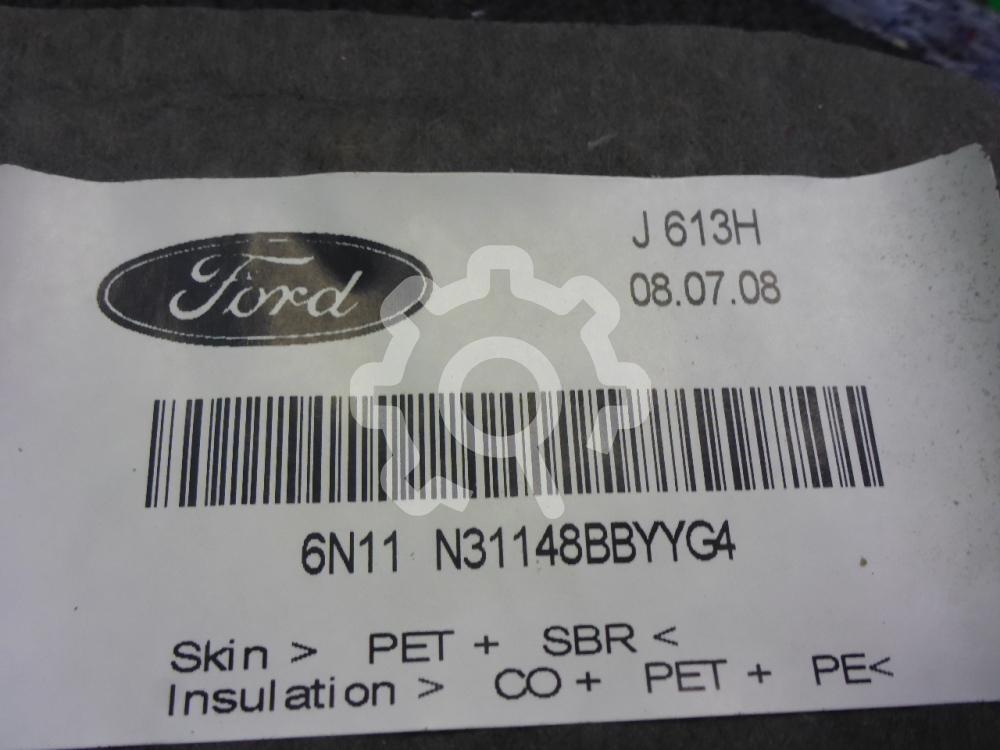 Ford
J 613H
08.07.08
6N11 N31148BBYYG4
Skin > PET + SBR <
Insulation > CO + PET + PE<